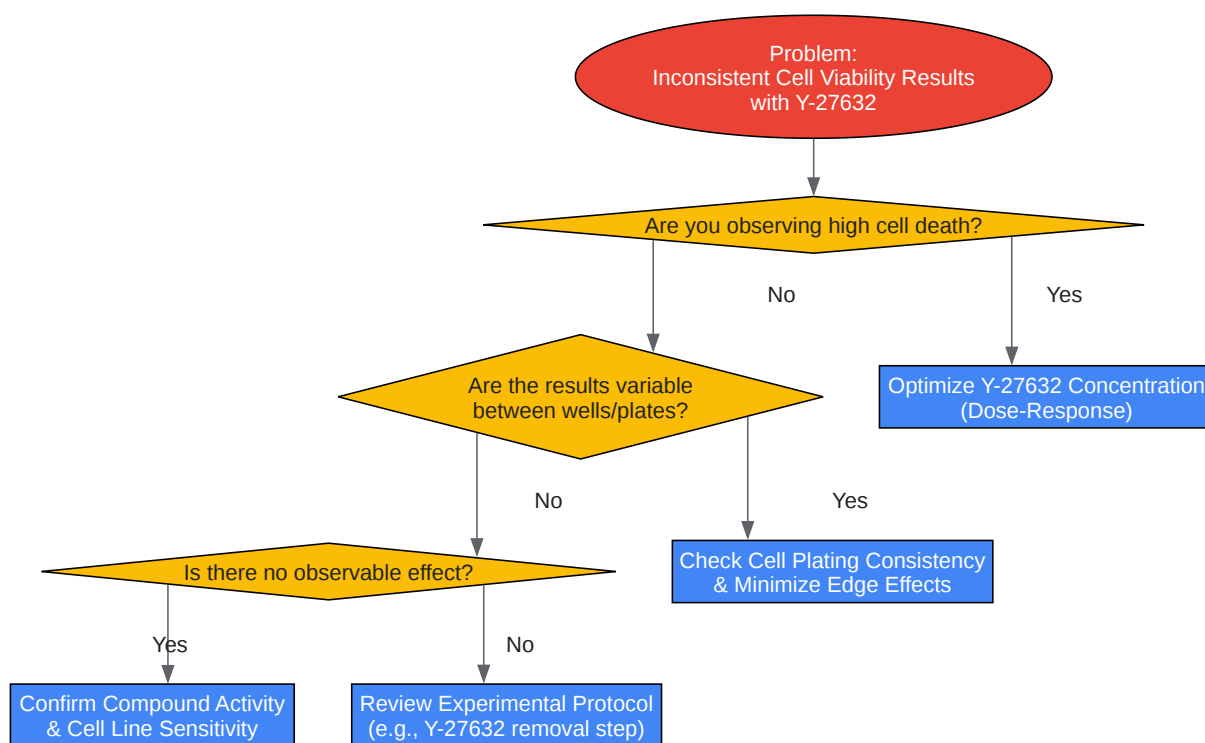 Problem:
Inconsistent Cell Viability Results
with Y-27632
Are you observing high cell death?
No
Yes
Are the results variable
between wells/plates?
Optimize Y-27632 Concentration
(Dose-Response)
No
Yes
Is there no observable effect?
Check Cell Plating Consistency
& Minimize Edge Effects
Yes
No
Confirm Compound Activity
& Cell Line Sensitivity
Review Experimental Protocol
(e.g., Y-27632 removal step)